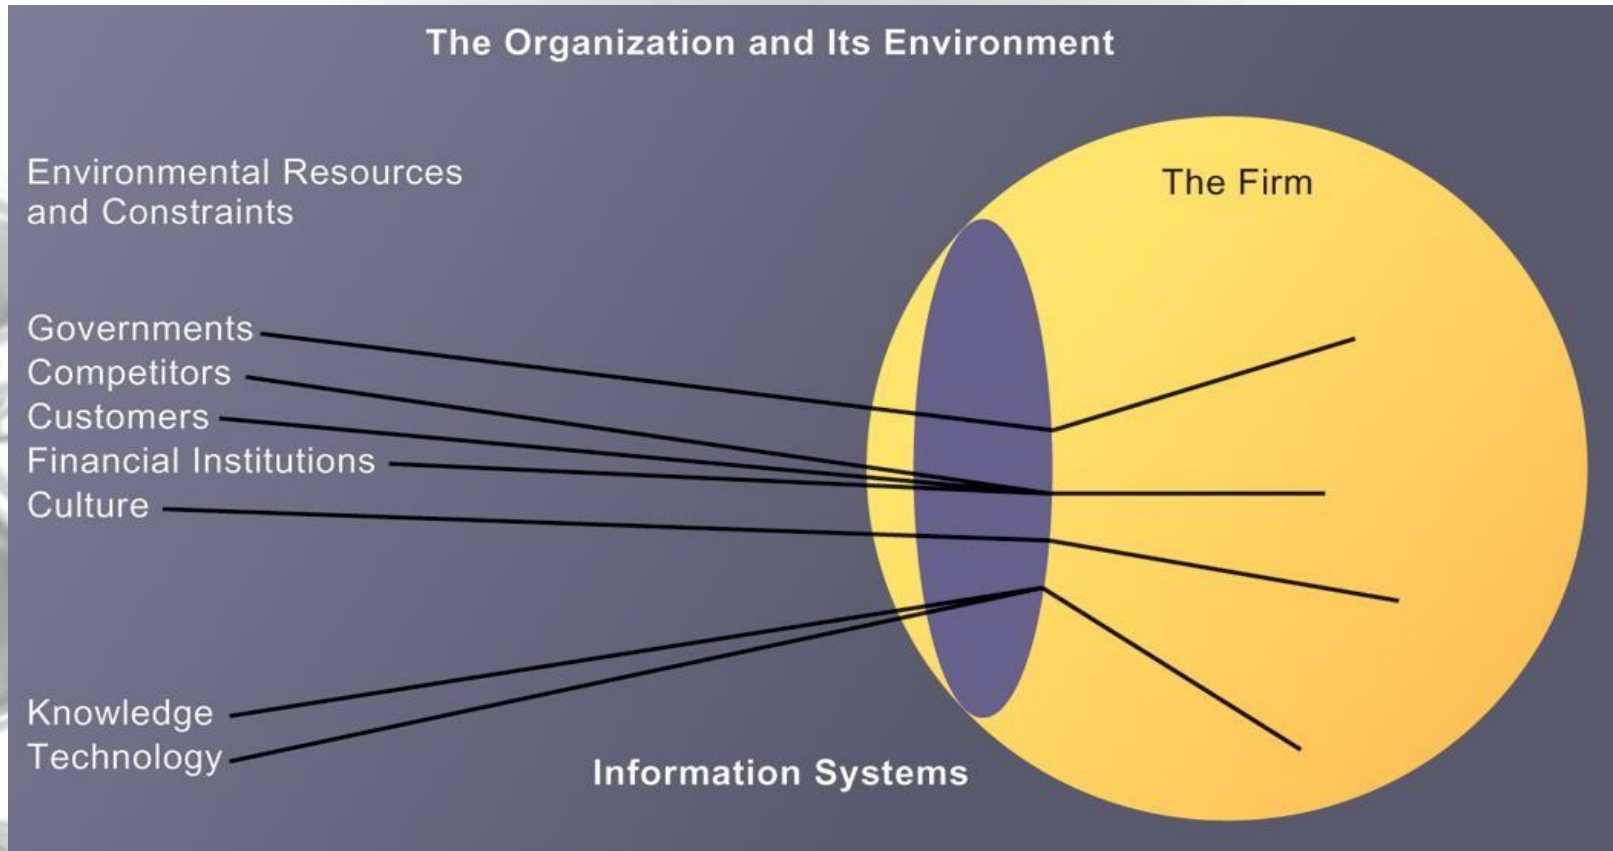 The Organization and Its Environment
Environmental Resources
and Constraints
The Firm
Governments
Competitors
Customers
Financial Institutions
Culture
Knowledge
Technology
Information Systems